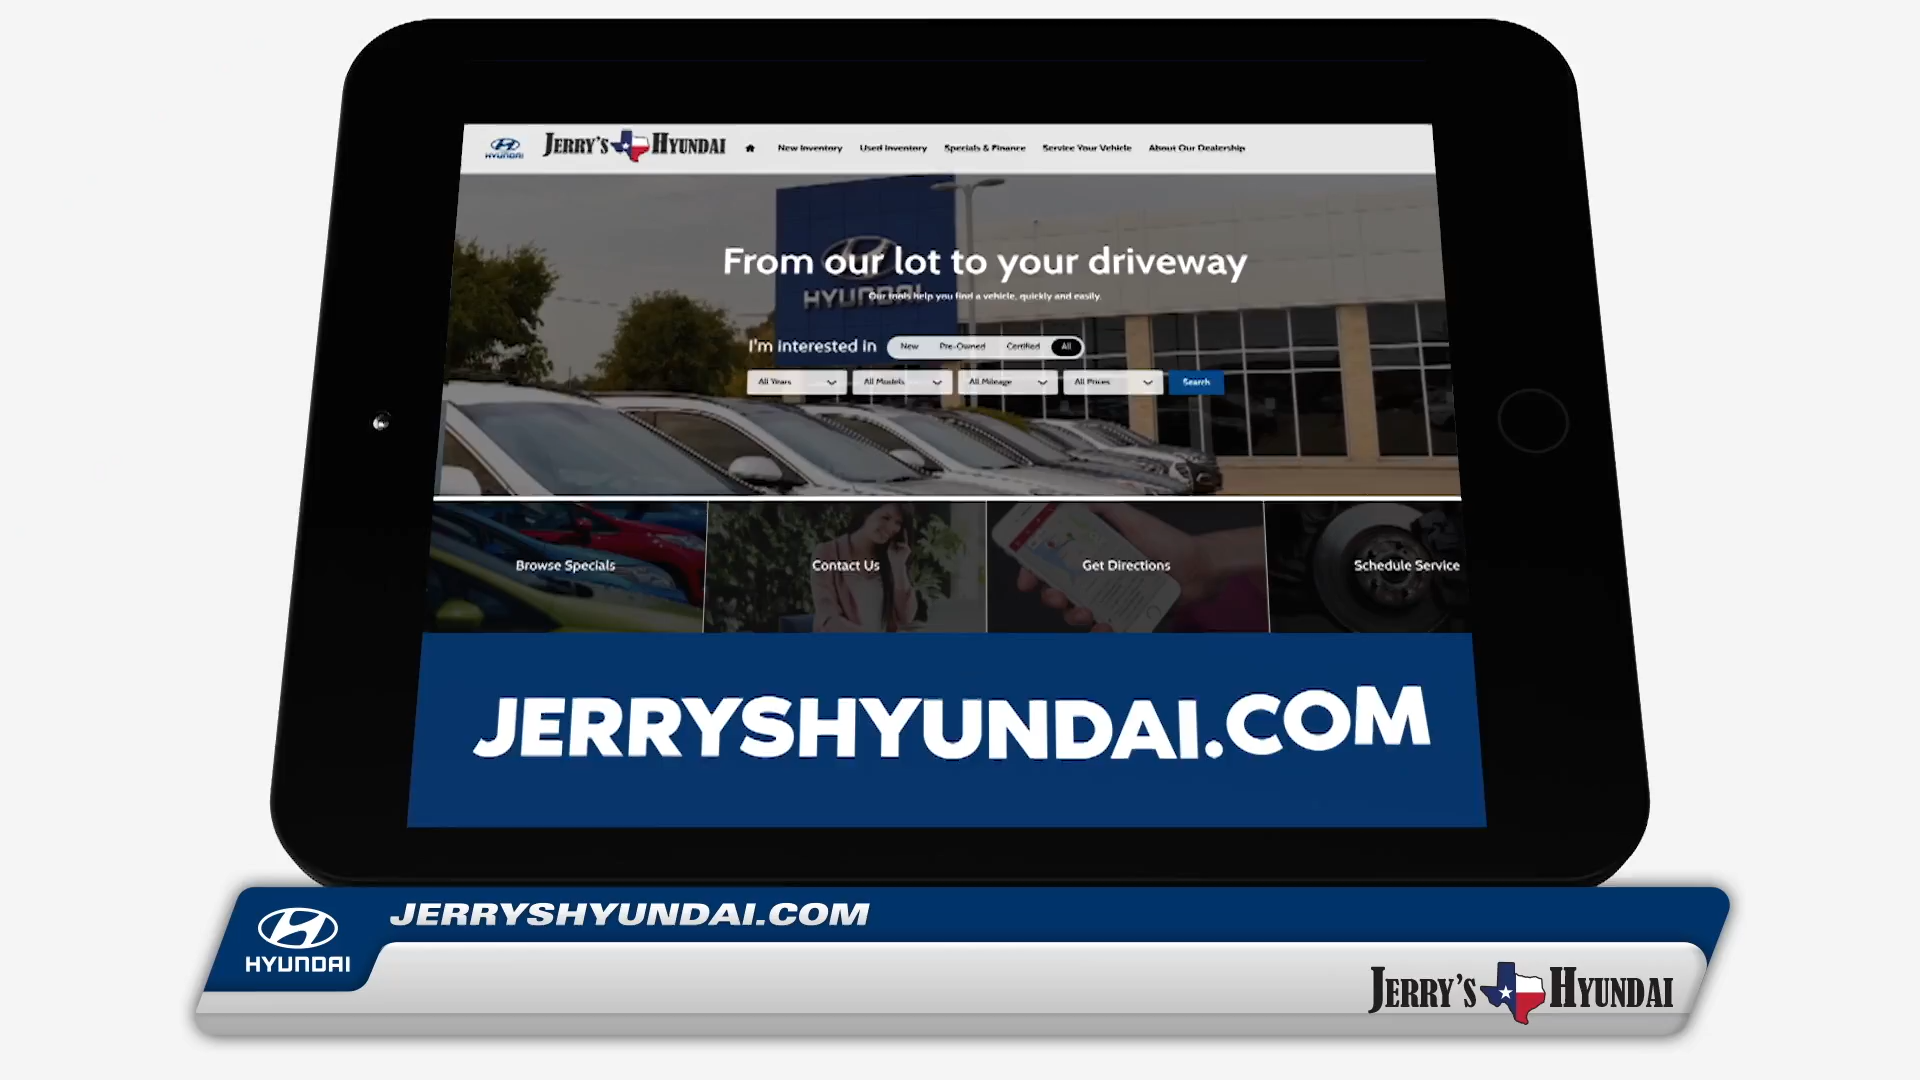 HYUNDAI JERRY'S HYUNDAI New Inventory Used Inventory Specials & Finance Service Your Vehicle About Our Dealership
From our lot to your driveway
HYUNDAI
Our tools help you find a vehicle, quickly and easily.
I'm interested in New Pre-Owned Certified All
All Years All Models All Mileage All Prices Search
Browse Specials Contact Us Get Directions Schedule Service
JERRYSHYUNDAI.COM
JERRYSHYUNDAI.COM
HYUNDAI
JERRY'S HYUNDAI